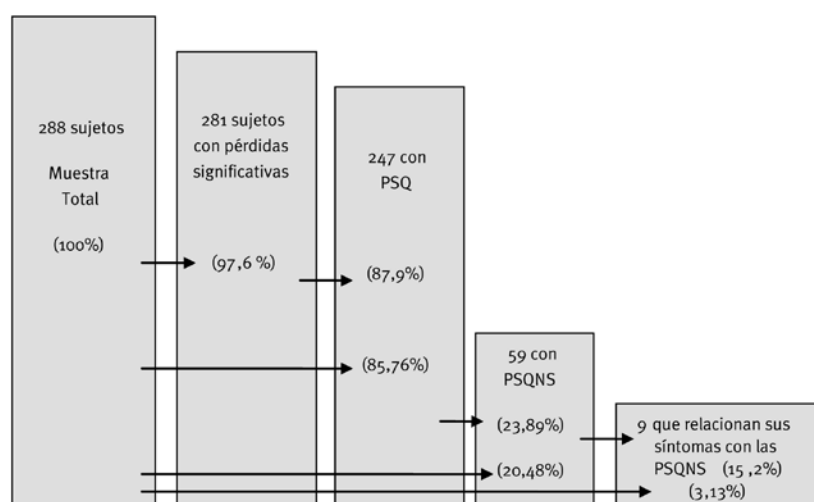 288 sujetos
Muestra
Total
(100%)
281 sujetos
con pérdidas
significativas
(97,6 %)
247 con
PSQ
(87,9%)
(85,76%)
59 con
PSQNS
(23,89%)
(20,48%)
9 que relacionan sus
síntomas con las
PSQNS (15 ,2%)
(3,13%)